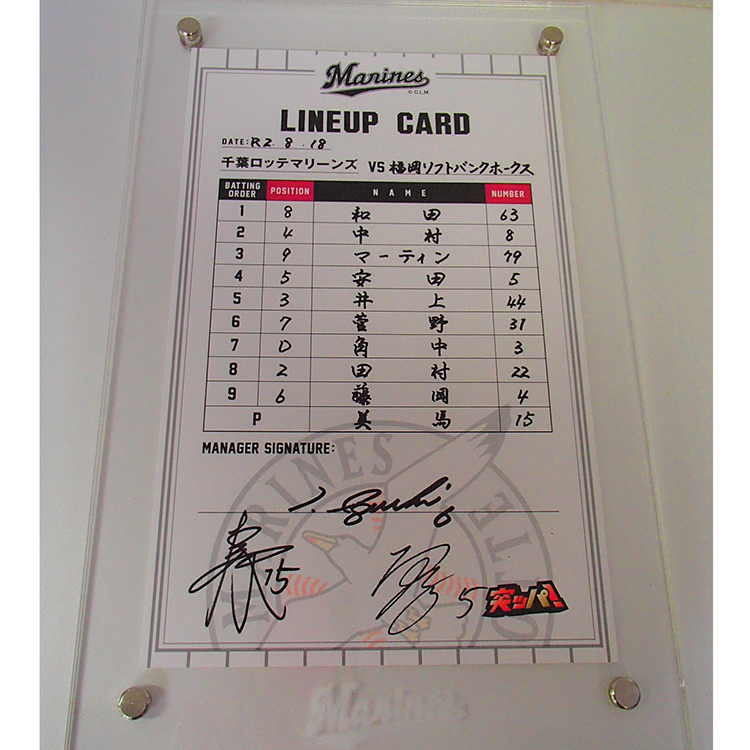 Marines
© C.L.M.
LINEUP CARD
DATE: R2.8.18
千葉ロッテマリーンズ VS 福岡ソフトバンクホークス
BATTING ORDER POSITION NAME NUMBER
1 8 和田 63
2 4 中村 8
3 9 マーティン 79
4 5 安田 5
5 3 井上 44
6 7 菅野 31
7 D 角中 3
8 2 田村 22
9 6 藤岡 4
P 美馬 15
MANAGER SIGNATURE:
6
15
5 突ッパ!
MARINES
Marines